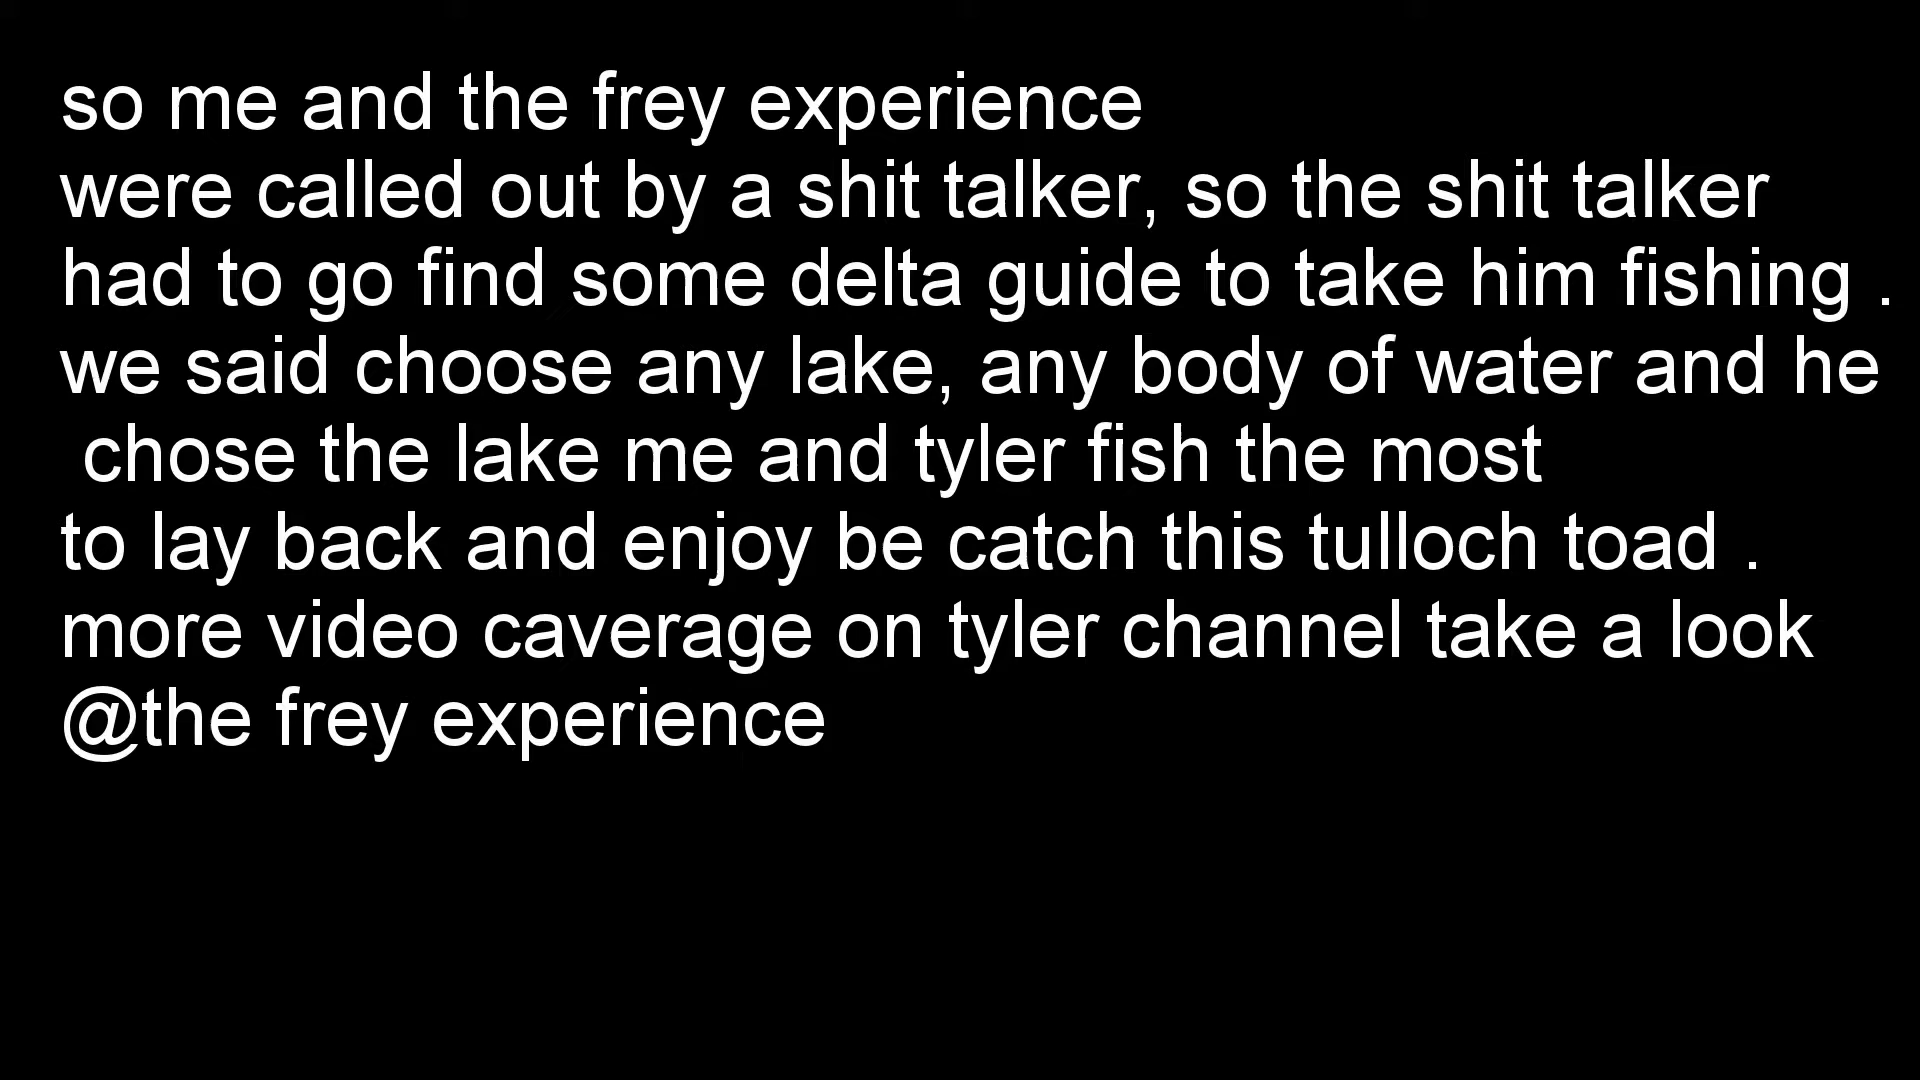 so me and the frey experience
were called out by a shit talker, so the shit talker
had to go find some delta guide to take him fishing .
we said choose any lake, any body of water and he
chose the lake me and tyler fish the most
to lay back and enjoy be catch this tulloch toad .
more video caverage on tyler channel take a look
@the frey experience